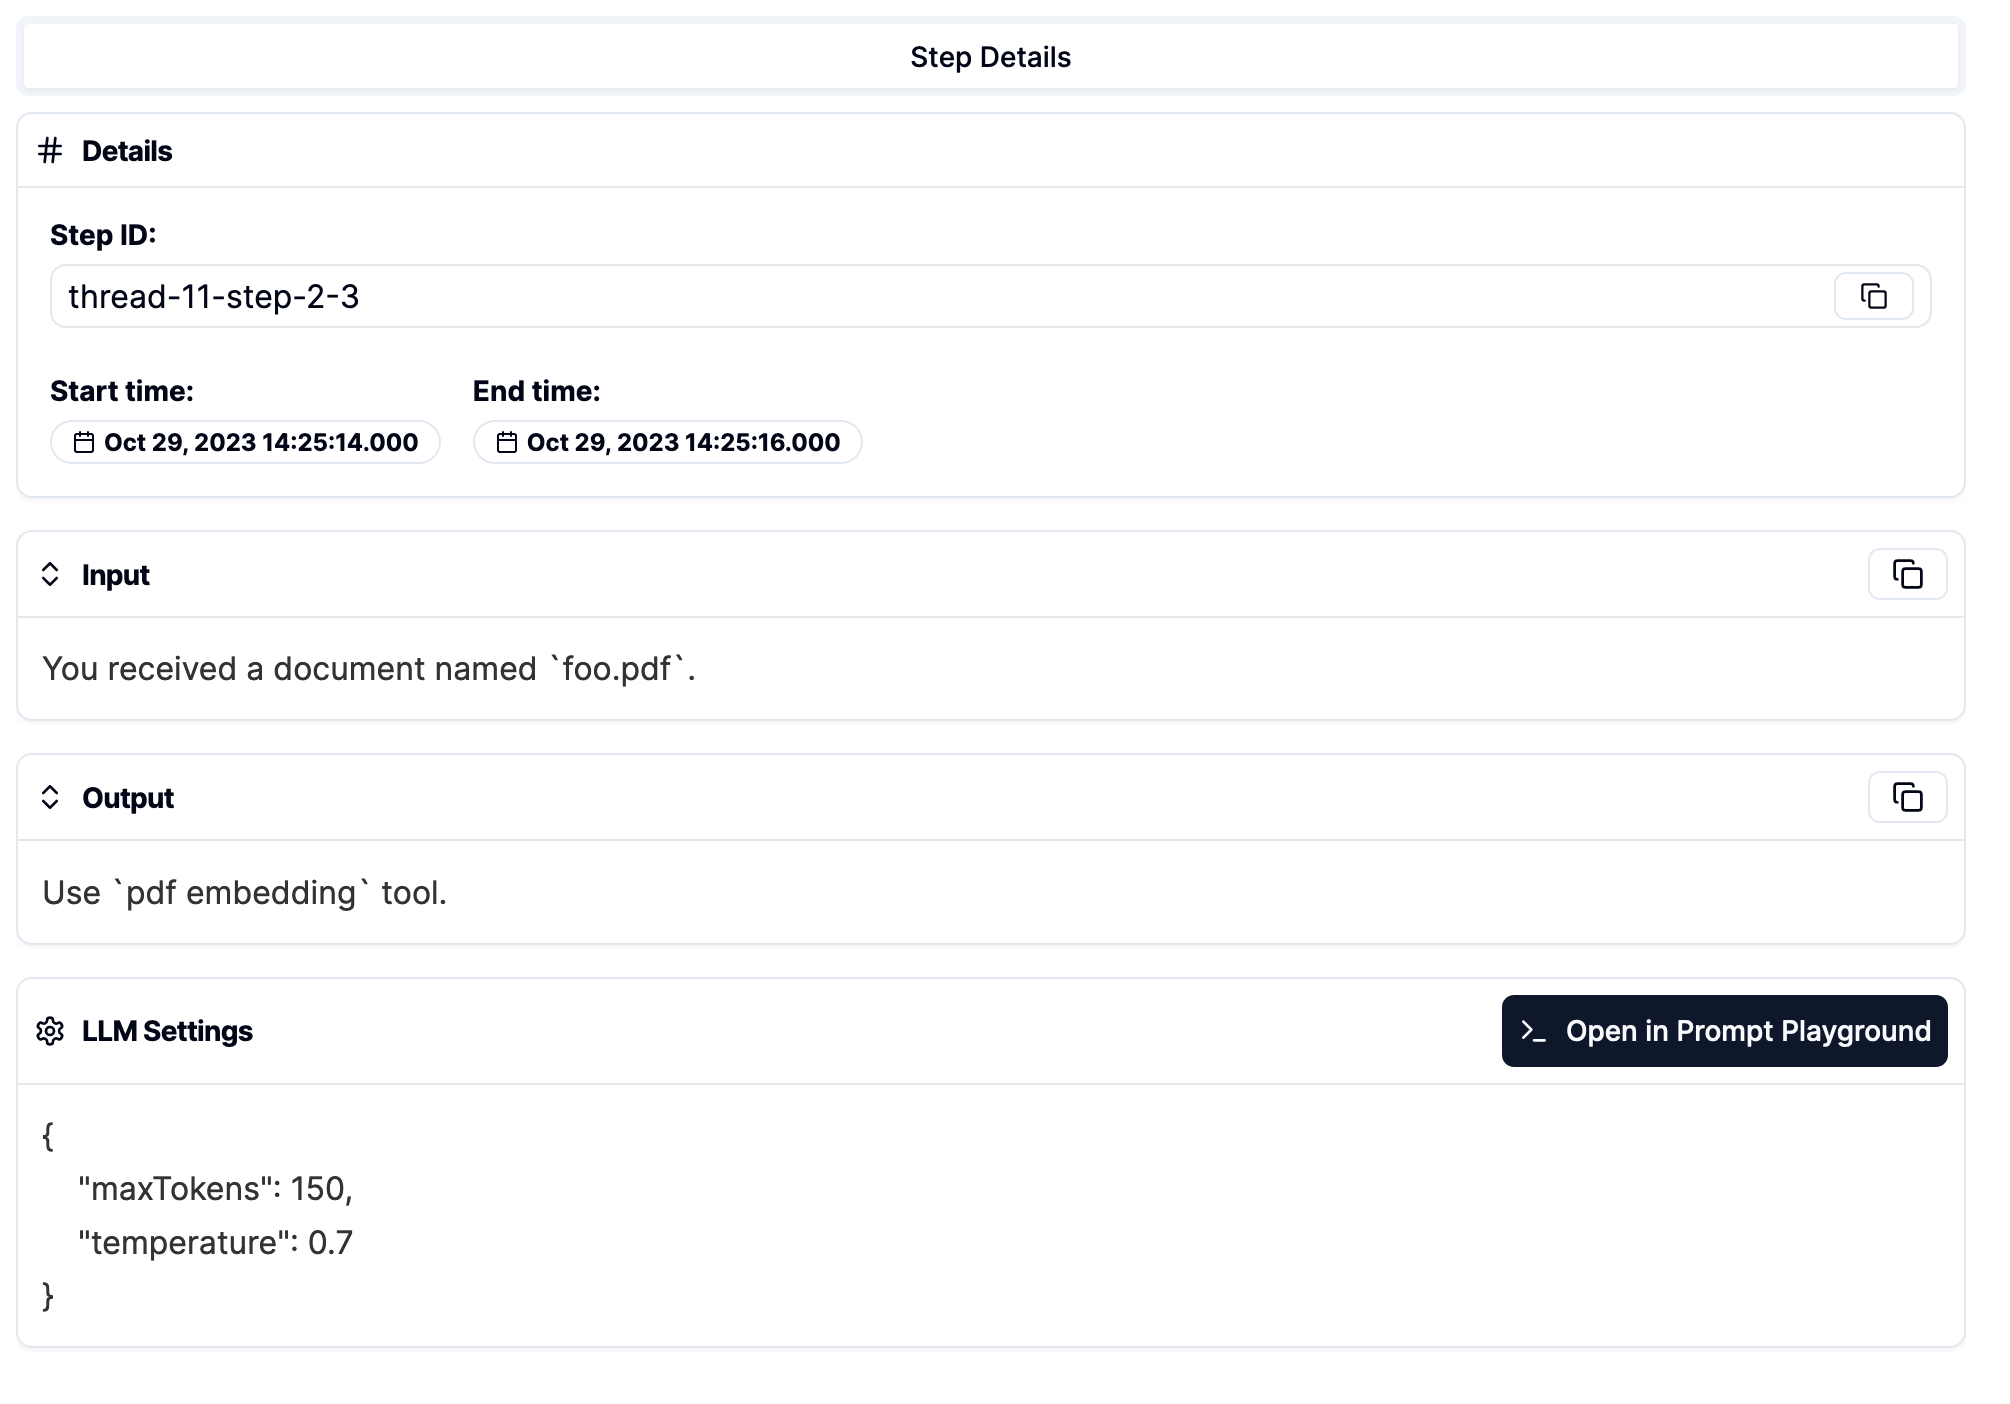 Step Details
Details
Step ID:
thread-11-step-2-3
Start time: End time:
Oct 29, 2023 14:25:14.000 Oct 29, 2023 14:25:16.000
Input
You received a document named `foo.pdf`.
Output
Use `pdf embedding` tool.
LLM Settings >_ Open in Prompt Playground
{
"maxTokens": 150,
"temperature": 0.7
}